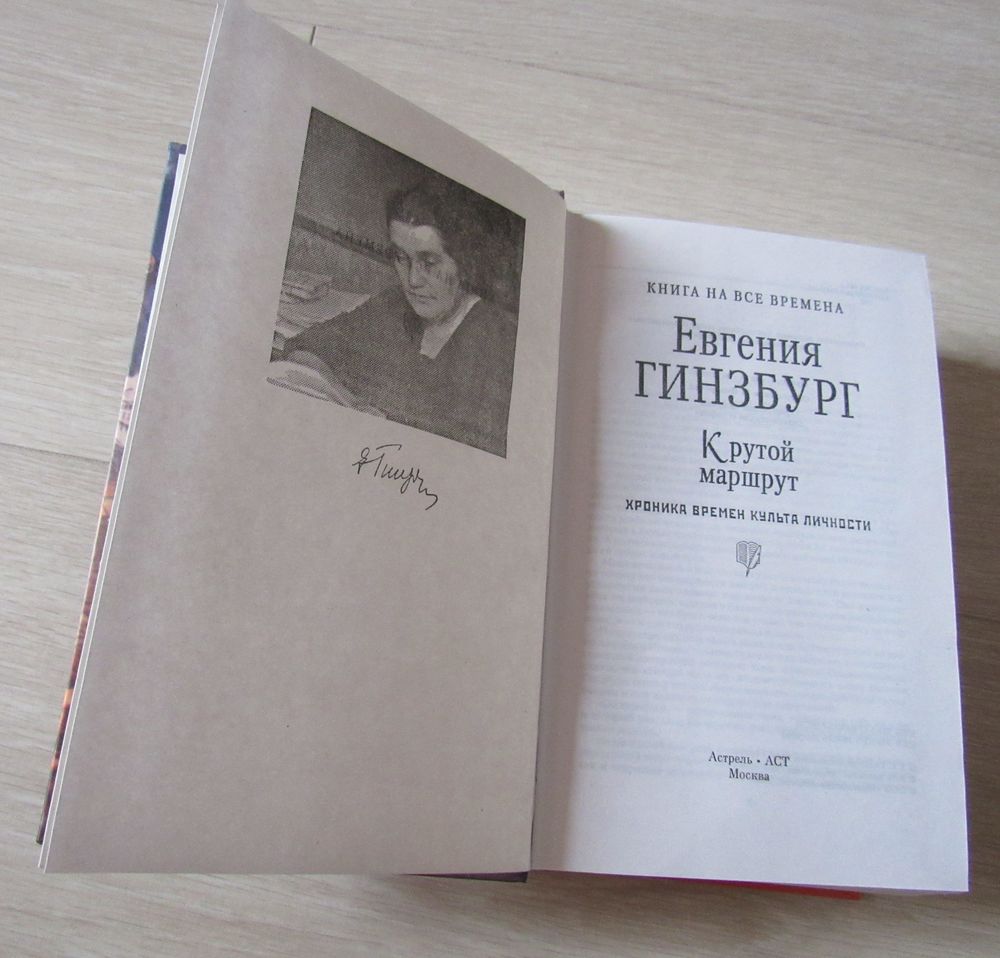 КНИГА НА ВСЕ ВРЕМЕНА
Евгения
ГИНЗБУРГ
Крутой
маршрут
ХРОНИКА ВРЕМЕН КУЛЬТА ЛИЧНОСТИ
Астрель • АСТ
Москва